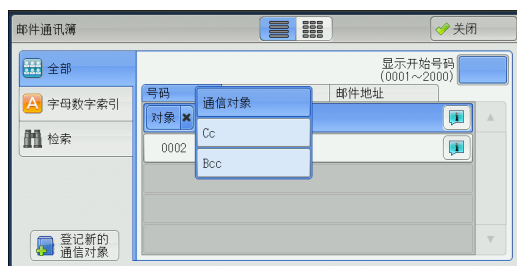 邮件通讯簿
关闭
全部
字母数字索引
检索
登记新的
通信对象
显示开始号码
(0001~2000)
号码
邮件地址
对象
0002
通信对象
Cc
Bcc